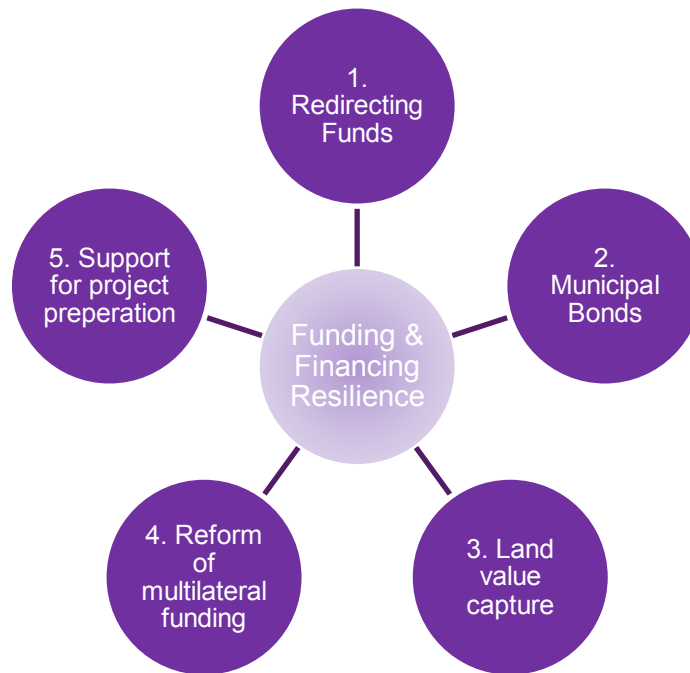 1.
Redirecting
Funds
2.
Municipal
Bonds
3. Land
value
capture
4. Reform
of
multilateral
funding
5. Support
for project
preperation
Funding &
Financing
Resilience